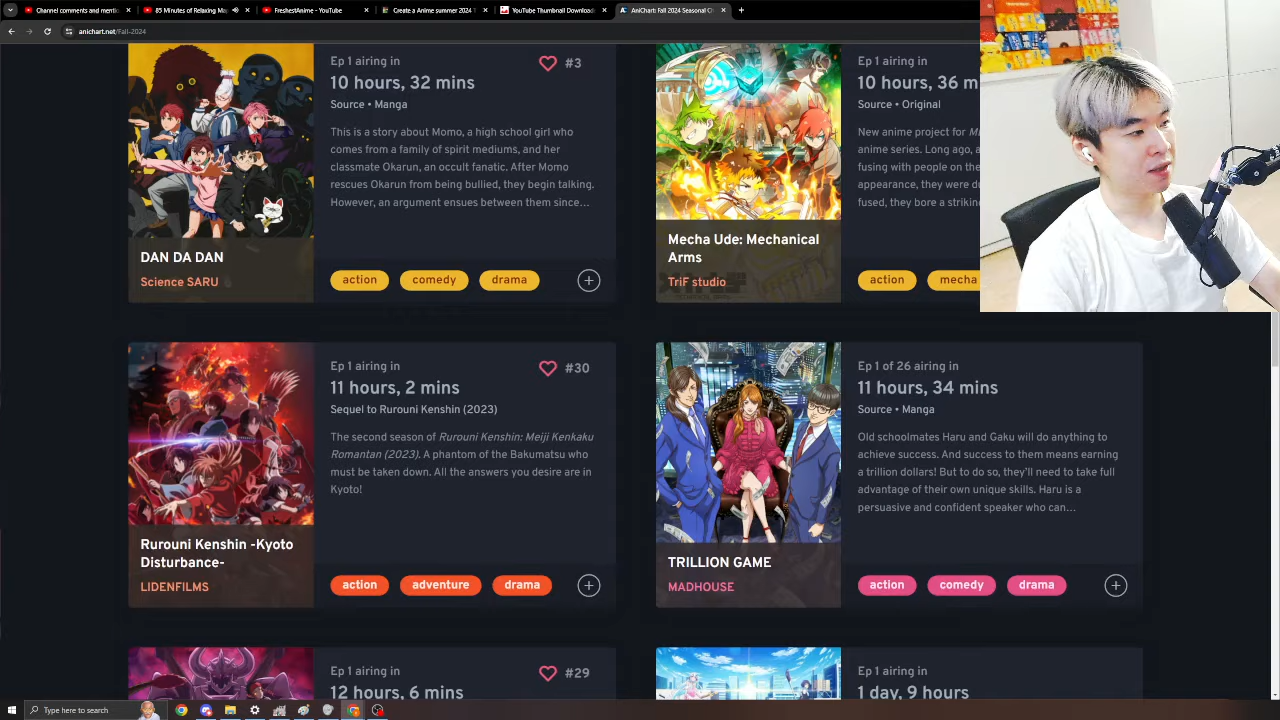 Channel comments and menti
85 Minutes of Relaxing Ma
FreshestAnime - YouTube
Create a Anime summer 2024 T
YouTube Thumbnail Download
AniChart: Fall 2024 Seasonal C
anichart.net/Fall-2024
Ep 1 airing in
#3
10 hours, 32 mins
Source • Manga
This is a story about Momo, a high school girl who
comes from a family of spirit mediums, and her
classmate Okarun, an occult fanatic. After Momo
rescues Okarun from being bullied, they begin talking.
However, an argument ensues between them since...
DAN DA DAN
Science SARU
action
comedy
drama
Ep 1 airing in
10 hours, 36 m
Source • Original
New anime project for
anime series. Long ago, a
fusing with people on the
appearance, they were du
fused, they bore a strikin
Mecha Ude: Mechanical
Arms
TriF studio
action
mecha
Ep 1 airing in
#30
11 hours, 2 mins
Sequel to Rurouni Kenshin (2023)
The second season of Rurouni Kenshin: Meiji Kenkaku
Romantan (2023). A phantom of the Bakumatsu who
must be taken down. All the answers you desire are in
Kyoto!
Rurouni Kenshin -Kyoto
Disturbance-
LIDENFILMS
action
adventure
drama
Ep 1 of 26 airing in
11 hours, 34 mins
Source • Manga
Old schoolmates Haru and Gaku will do anything to
achieve success. And success to them means earning
a trillion dollars! But to do so, they'll need to take full
advantage of their own unique skills. Haru is a
persuasive and confident speaker who can...
TRILLION GAME
MADHOUSE
action
comedy
drama
Ep 1 airing in
#29
12 hours, 6 mins
Ep 1 airing in
1 day, 9 hours
Type here to search